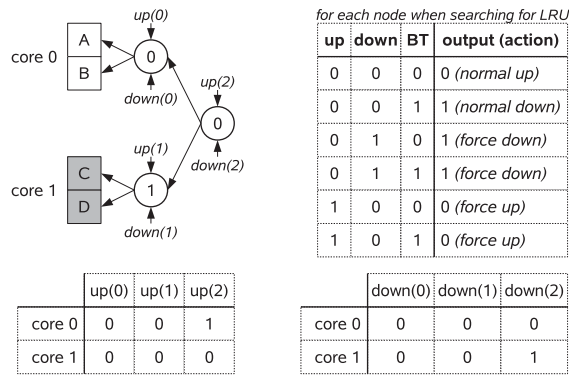 up(0)
for each node when searching for LRU
A
up down BT output (action)
core 0
0
B
0 0 0 0 (normal up)
up(2)
down(0)
0 0 1 1 (normal down)
0
0 1 0 1 (force down)
up(1)
down(2)
0 1 1 1 (force down)
C
core 1
1
D
1 0 0 0 (force up)
down(1)
1 0 1 0 (force up)
up(0) up(1) up(2)
core 0 0 0 1
core 1 0 0 0
down(0) down(1) down(2)
core 0 0 0 0
core 1 0 0 1